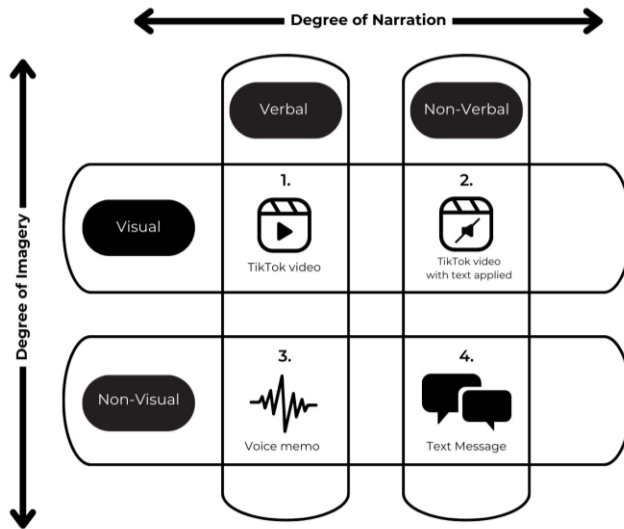 Degree of Narration
Degree of Imagery
Verbal
Non-Verbal
Visual
1.
TikTok video
2.
TikTok video
with text applied
Non-Visual
3.
Voice memo
4.
Text Message